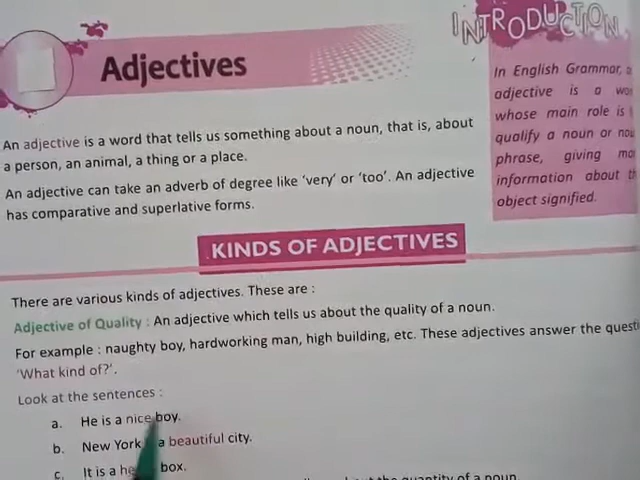 INTRODUCTION
Adjectives
In English Grammar,
adjective is a
whose main role is
qualify a noun or
phrase, giving
information about
object signified.
An adjective is a word that tells us something about a noun, that is, about
a person, an animal, a thing or a place.
An adjective can take an adverb of degree like 'very' or 'too'. An adjective
has comparative and superlative forms.
KINDS OF ADJECTIVES
There are various kinds of adjectives. These are :
Adjective of Quality : An adjective which tells us about the quality of a noun.
For example : naughty boy, hardworking man, high building, etc. These adjectives answer the
'What kind of?'.
Look at the sentences :
a. He is a nice boy.
b. New York a beautiful city.
c. It is a box.
the quantity of a noun.